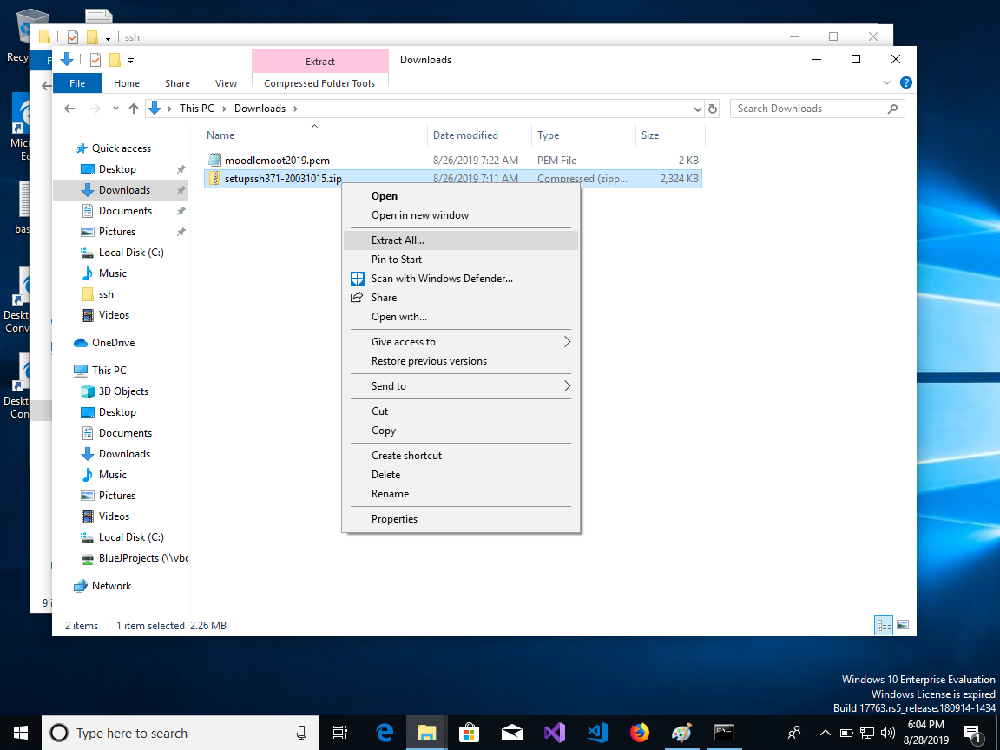 Recy
ssh
Extract
Downloads
F
File
Home
Share
View
Compressed Folder Tools
This PC
Downloads
Search Downloads
Name
Date modified
Type
Size
moodlemoot2019.pem
8/26/2019 7:22 AM
PEM File
2 KB
setupssh371-20031015.zip
8/26/2019 7:11 AM
Compressed (zipp...
2,324 KB
Quick access
Desktop
Downloads
Documents
Pictures
Local Disk (C:)
Music
ssh
Videos
OneDrive
This PC
3D Objects
Desktop
Documents
Downloads
Music
Pictures
Videos
Local Disk (C:)
BlueJProjects (\\vbc
Network
Open
Open in new window
Extract All...
Pin to Start
Scan with Windows Defender...
Share
Open with...
Give access to
Restore previous versions
Send to
Cut
Copy
Create shortcut
Delete
Rename
Properties
Mic
Ec
bas
Deskt
Conv
Deskt
Con
9 i
2 items
1 item selected 2.26 MB
Windows 10 Enterprise Evaluation
Windows License is expired
Build 17763.rs5_release.180914-1434
Type here to search
6:04 PM
8/28/2019
1